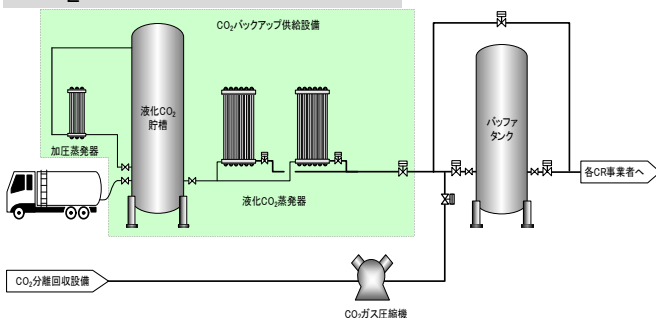 CO₂バックアップ供給設備
液化CO₂
貯槽
バッファ
タンク
加圧蒸発器
各CR事業者へ
液化CO₂蒸発器
CO₂分離回収設備
CO₂ガス圧縮機